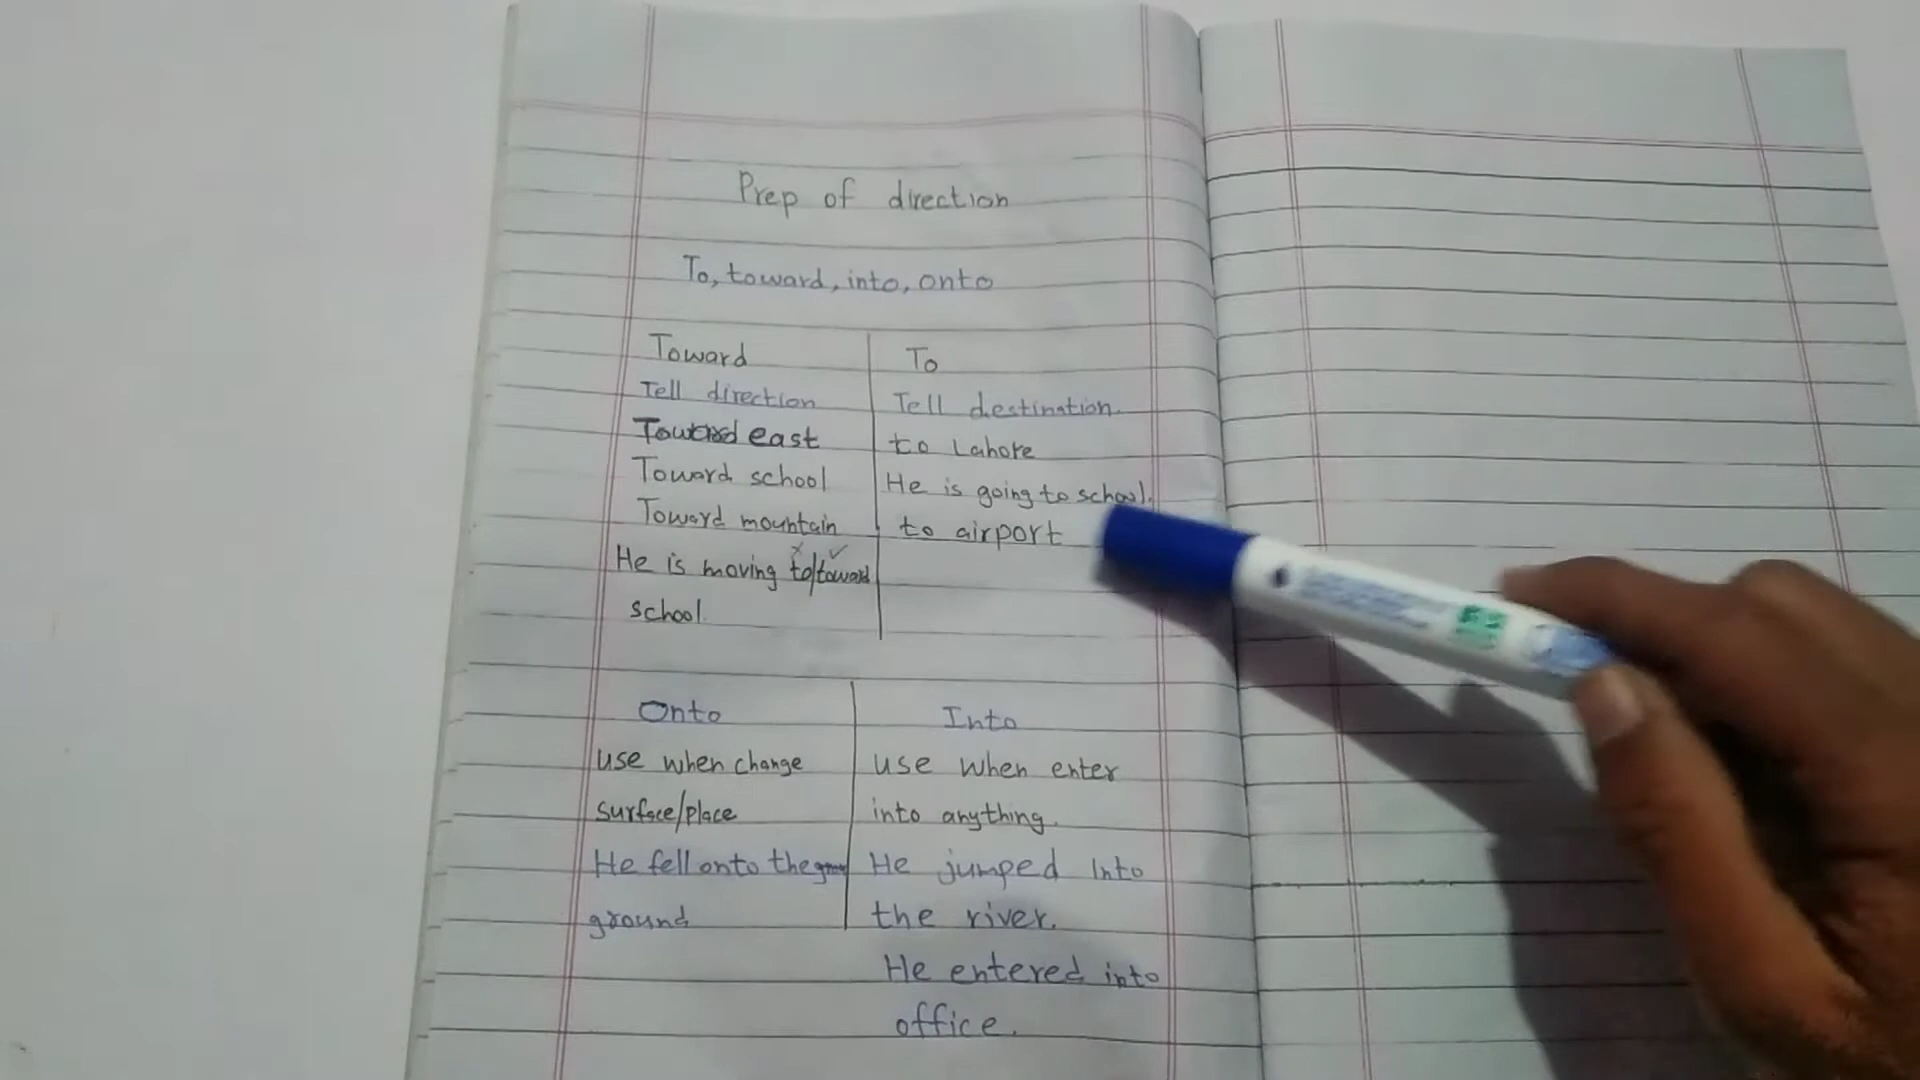 Prep of direction
To, toward, into, onto
Toward
Tell direction
Toward east
Toward school
Toward mountain
He is moving to/toward
school.
To
Tell destination.
to Lahore
He is going to school.
to airport
Onto
use when change
surface/place
He fell onto the
ground
Into
use when enter
into anything.
He jumped Into
the river.
He entered into
office.